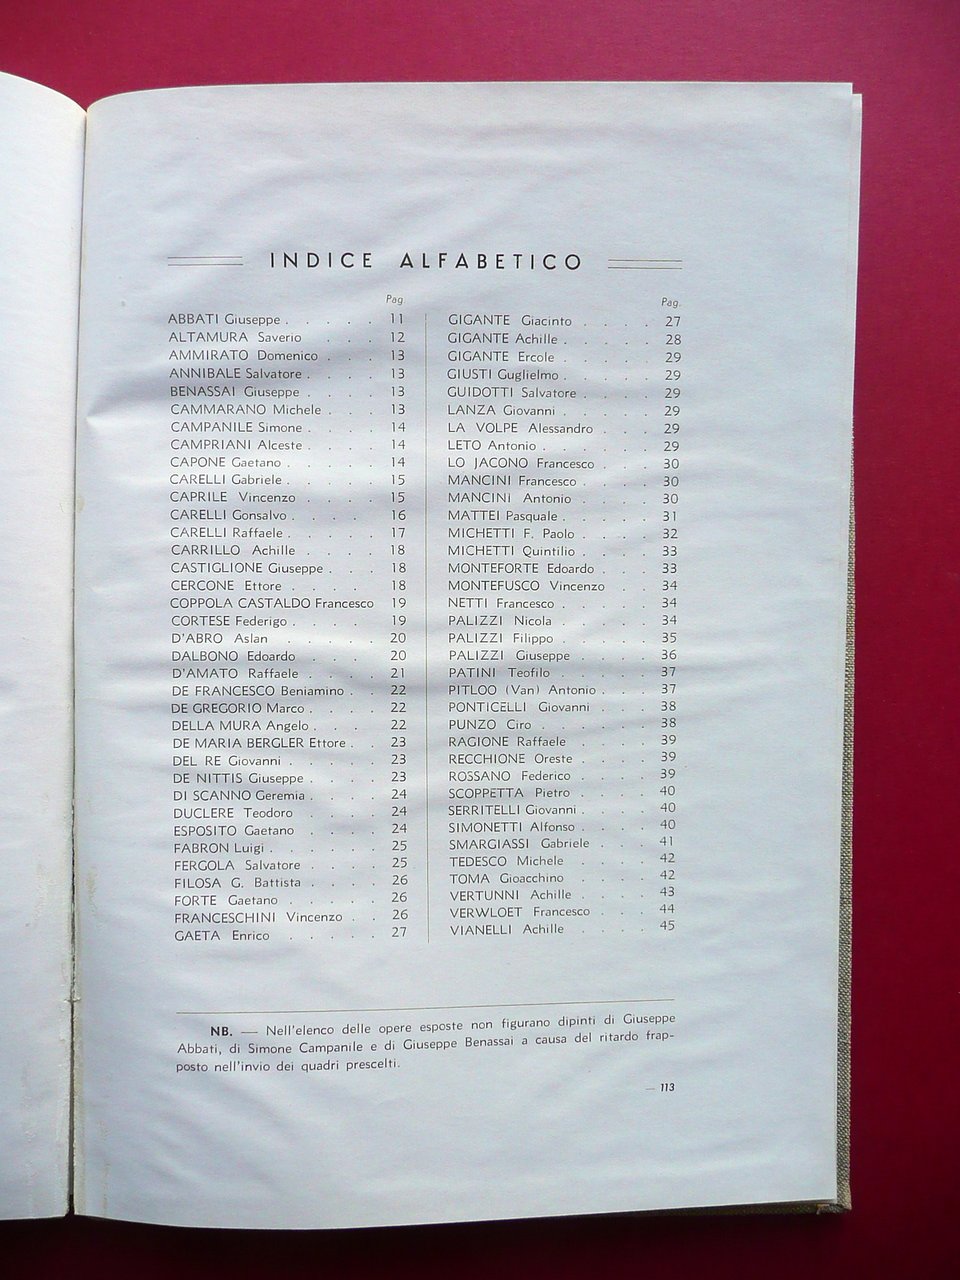 INDICE ALFABETICO
Pag.
ABBATI Giuseppe . . . . . 11
ALTAMURA Saverio . . . 12
AMMIRATO Domenico . . . 13
ANNIBALE Salvatore . . . . 13
BENASSAI Giuseppe . . . . 13
CAMMARANO Michele . . . 13
CAMPANILE Simone . . . . 14
CAMPRIANI Alceste . . . . 14
CAPONE Gaetano . . . . . 14
CARELLI Gabriele . . . . . 15
CAPRILE Vincenzo . . . . 15
CARELLI Gonsalvo . . . . 16
CARELLI Raffaele . . . . . 17
CARRILLO Achille . . . . 18
CASTIGLIONE Giuseppe . . . 18
CERCONE Ettore . . . . 18
COPPOLA CASTALDO Francesco 19
CORTESE Federigo . . . . 19
D'ABRO Aslan . . . . . 20
DALBONO Edoardo . . . 20
D'AMATO Raffaele . . . . 21
DE FRANCESCO Beniamino . . 22
DE GREGORIO Marco . . . . 22
DELLA MURA Angelo . . . . 22
DE MARIA BERGLER Ettore . . 23
DEL RE Giovanni . . . . 23
DE NITTIS Giuseppe . . . . 23
DI SCANNO Geremia . . . . 24
DUCLERE Teodoro . . . . 24
ESPOSITO Gaetano . . . . 24
FABRON Luigi . . . . . . 25
FERGOLA Salvatore . . . . 25
FILOSA G. Battista . . . . 26
FORTE Gaetano . . . . . 26
FRANCESCHINI Vincenzo . . 26
GAETA Enrico . . . . . 27
Pag.
GIGANTE Giacinto . . . . 27
GIGANTE Achille . . . . . 28
GIGANTE Ercole . . . . . 29
GIUSTI Guglielmo . . . . . 29
GUIDOTTI Salvatore . . . . 29
LANZA Giovanni . . . . . 29
LA VOLPE Alessandro . . . 29
LETO Antonio . . . . . . 29
LO JACONO Francesco . . . 30
MANCINI Francesco . . . . 30
MANCINI Antonio . . . . 30
MATTEI Pasquale . . . . . 31
MICHETTI F. Paolo . . . . 32
MICHETTI Quintilio . . . . 33
MONTEFORTE Edoardo . . . 33
MONTEFUSCO Vincenzo . . 34
NETTI Francesco . . . . . 34
PALIZZI Nicola . . . . . 34
PALIZZI Filippo . . . . . 35
PALIZZI Giuseppe . . . . 36
PATINI Teofilo . . . . . 37
PITLOO (Van) Antonio . . . 37
PONTICELLI Giovanni . . . 38
PUNZO Ciro . . . . . . 38
RAGIONE Raffaele . . . . 39
RECCHIONE Oreste . . . . 39
ROSSANO Federico . . . . 39
SCOPPETTA Pietro . . . . 40
SERRITELLI Giovanni . . . . 40
SIMONETTI Alfonso . . . . 40
SMARGIASSI Gabriele . . . 41
TEDESCO Michele . . . . 42
TOMA Gioacchino . . . . 42
VERTUNNI Achille . . . . 43
VERWLOET Francesco . . . 44
VIANELLI Achille . . . . 45
NB. — Nell'elenco delle opere esposte non figurano dipinti di Giuseppe
Abbati, di Simone Campanile e di Giuseppe Benassai a causa del ritardo frap-
posto nell'invio dei quadri prescelti.
— 113